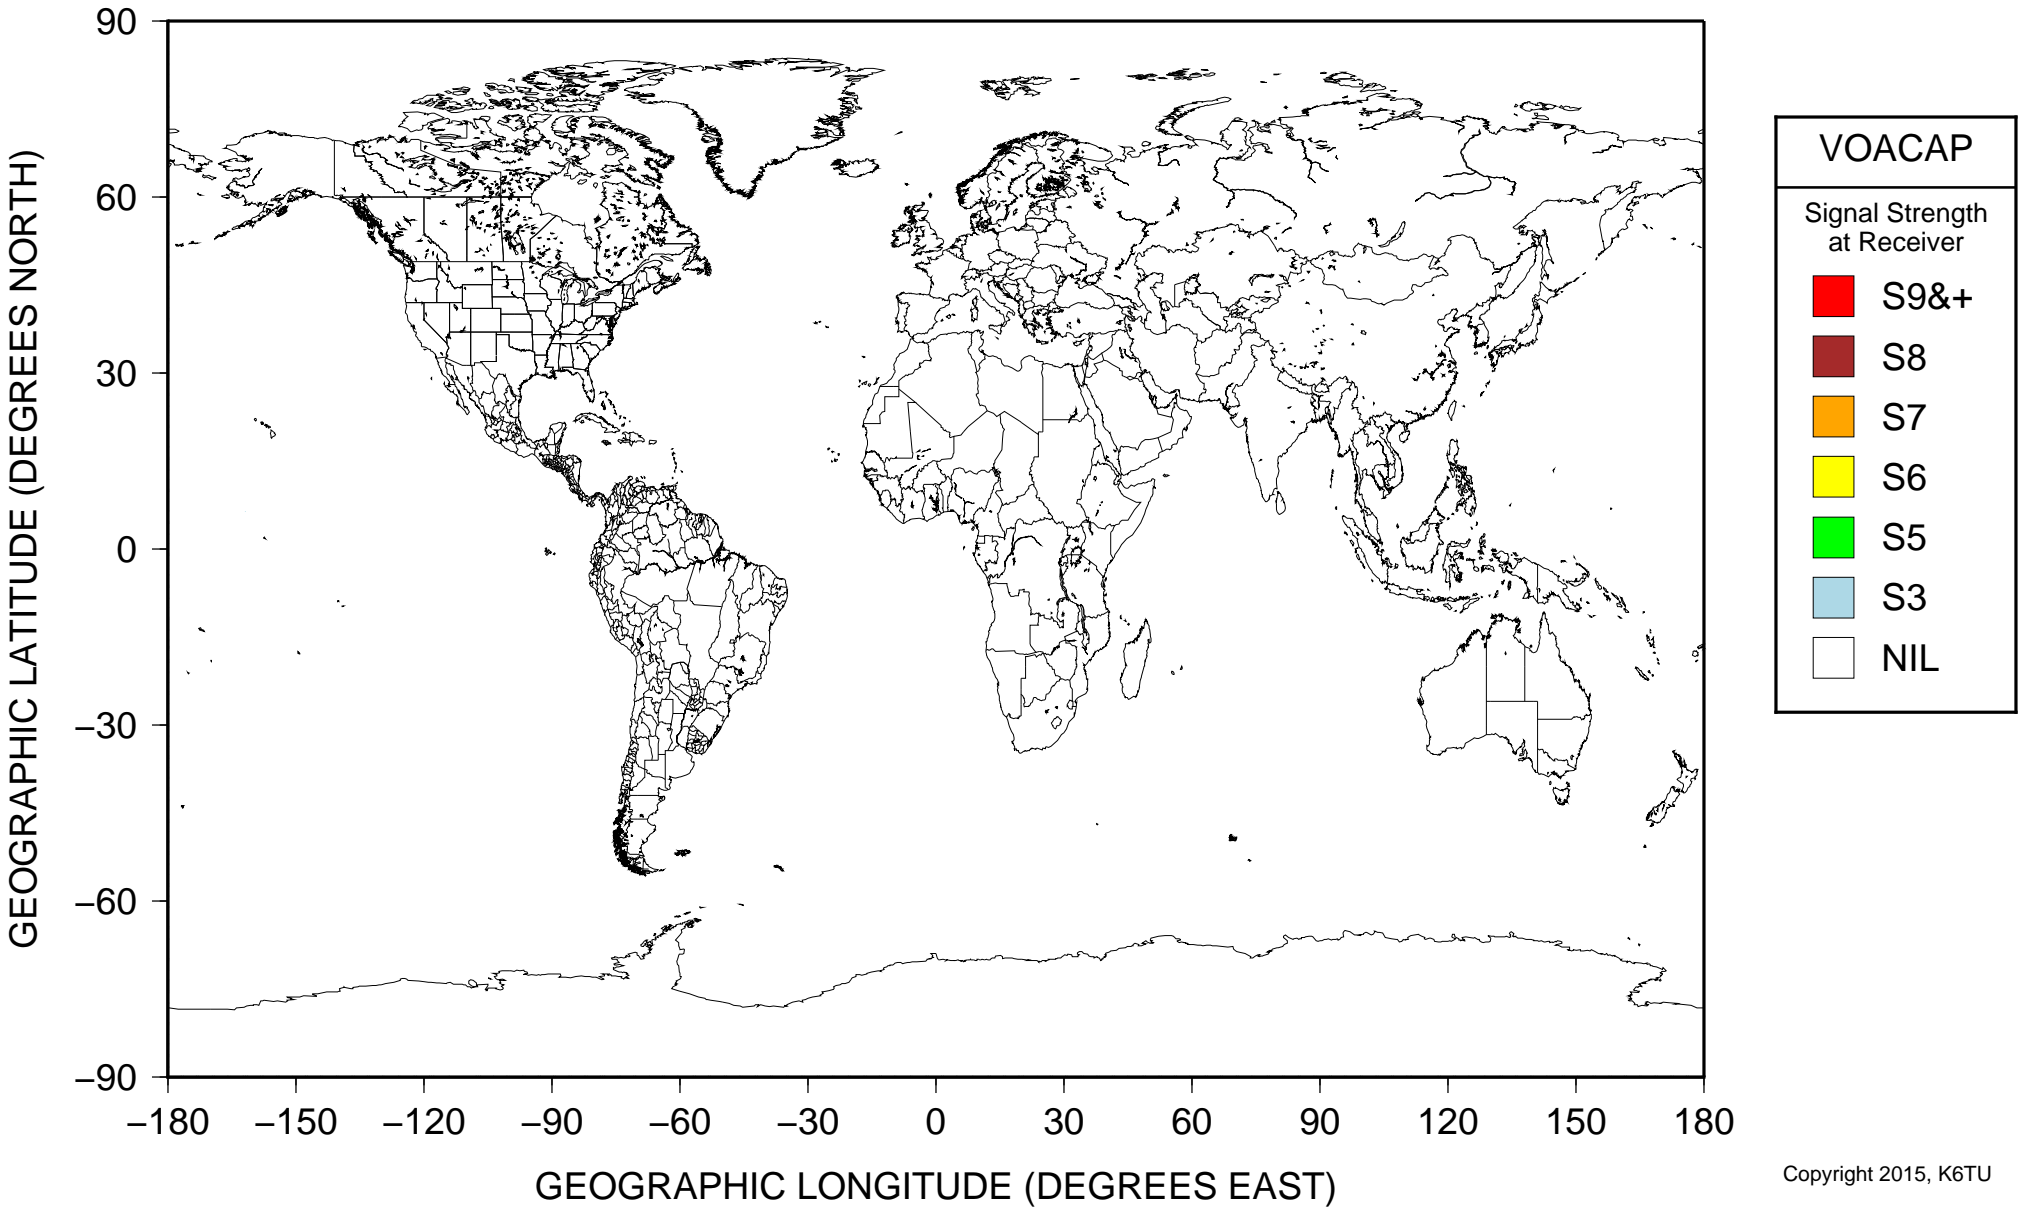 90
60
30
0
−30
−60
−90
GEOGRAPHIC LATITUDE (DEGREES NORTH)
−180 −150 −120 −90 −60 −30 0 30 60 90 120 150 180
GEOGRAPHIC LONGITUDE (DEGREES EAST)
VOACAP
Signal Strength
at Receiver
S9&+
S8
S7
S6
S5
S3
NIL
Copyright 2015, K6TU